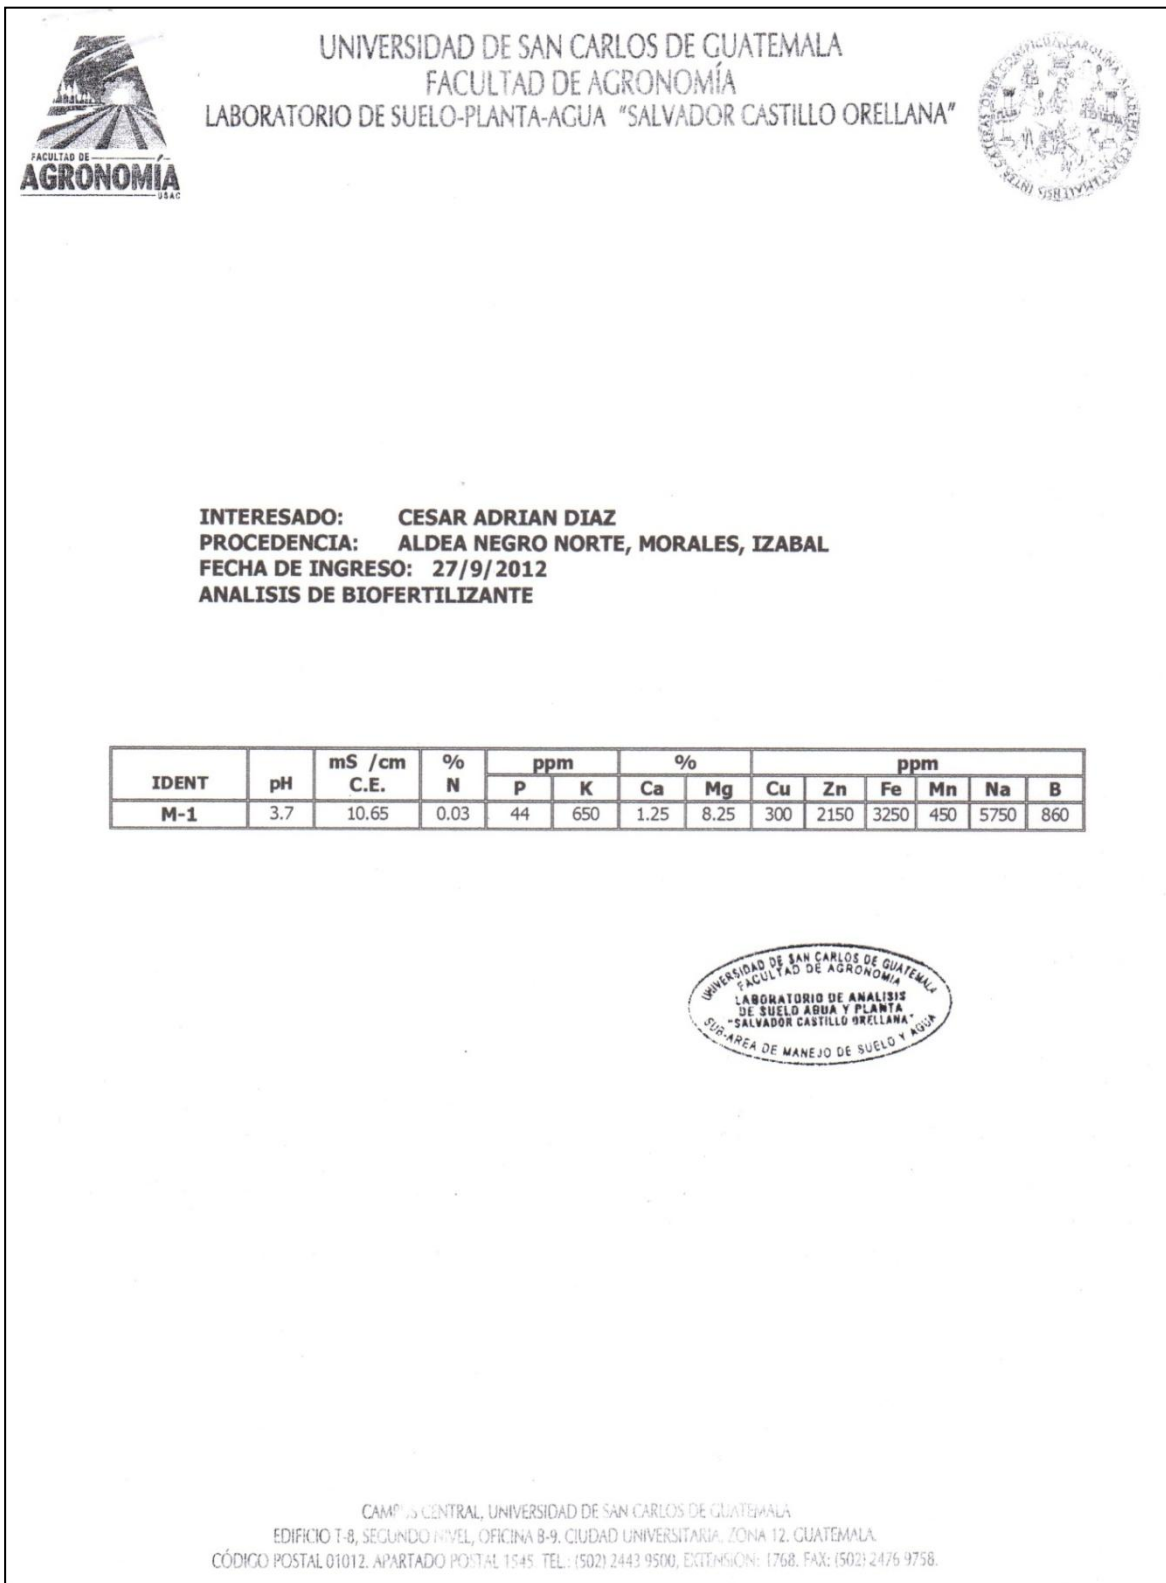 UNIVERSIDAD DE SAN CARLOS DE GUATEMALA
FACULTAD DE AGRONOMÍA
LABORATORIO DE SUELO-PLANTA-AGUA "SALVADOR CASTILLO ORELLANA"
FACULTAD DE
AGRONOMÍA
USAC
INTERESADO: CESAR ADRIAN DIAZ
PROCEDENCIA: ALDEA NEGRO NORTE, MORALES, IZABAL
FECHA DE INGRESO: 27/9/2012
ANALISIS DE BIOFERTILIZANTE
IDENT pH mS /cm C.E. % N ppm % ppm
P K Ca Mg Cu Zn Fe Mn Na B
M-1 3.7 10.65 0.03 44 650 1.25 8.25 300 2150 3250 450 5750 860
UNIVERSIDAD DE SAN CARLOS DE GUATEMALA
FACULTAD DE AGRONOMIA
LABORATORIO DE ANALISIS
DE SUELO AGUA Y PLANTA
"SALVADOR CASTILLO ORELLANA"
SUB-AREA DE MANEJO DE SUELO Y AGUA
CAMPUS CENTRAL, UNIVERSIDAD DE SAN CARLOS DE GUATEMALA
EDIFICIO T-8, SEGUNDO NIVEL, OFICINA B-9, CIUDAD UNIVERSITARIA, ZONA 12, GUATEMALA.
CÓDIGO POSTAL 01012. APARTADO POSTAL 1545. TEL.: (502) 2443 9500, EXTENSION: 1768. FAX: (502) 2476 9758.